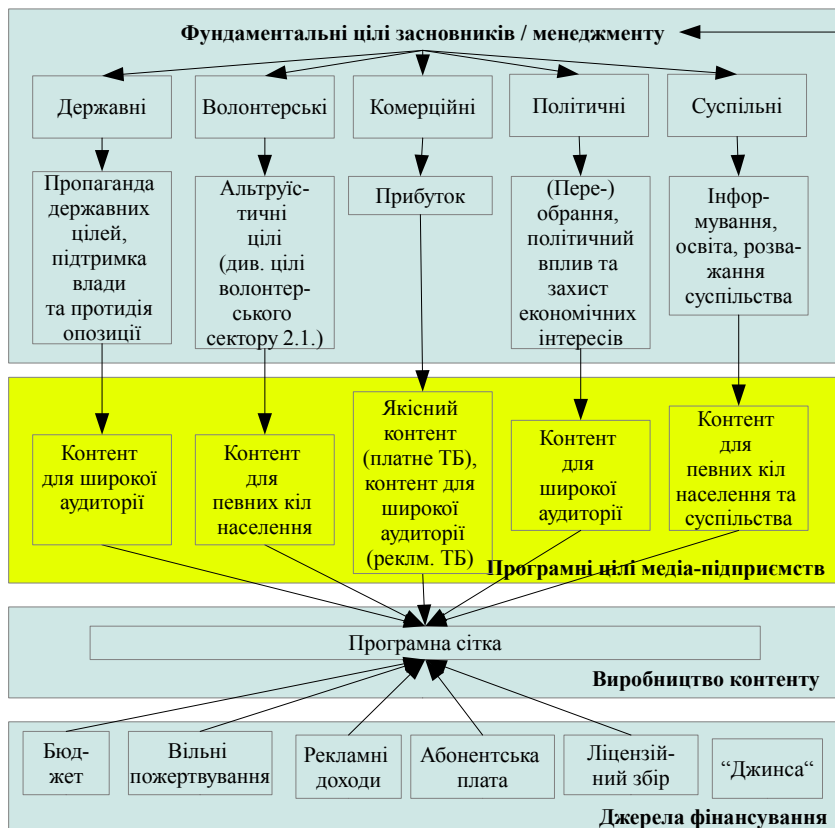 Фундаментальні цілі засновників / менеджменту
Державні
Волонтерські
Комерційні
Політичні
Суспільні
Пропаганда
державних
цілей,
підтримка
влади
та протидія
опозиції
Альтруїс-
тичні
цілі
(див. цілі
волонтер-
ського
сектору 2.1.)
Прибуток
(Пере-)
обрання,
політичний
вплив та
захист
економічних
інтересів
Інфор-
мування,
освіта, розва-
жання
суспільства
Контент
для широкої
аудиторії
Контент
для
певних кіл
населення
Якісний
контент
(платне ТБ),
контент для
широкої
аудиторії
(реклм. ТБ)
Контент
для
широкої
аудиторії
Контент
для
певних кіл
населення та
суспільства
Програмні цілі медіа-підприємств
Програмна сітка
Виробництво контенту
Бюд-
жет
Вільні
пожертвування
Рекламні
доходи
Абонентська
плата
Ліцензій-
ний збір
“Джинса“
Джерела фінансування